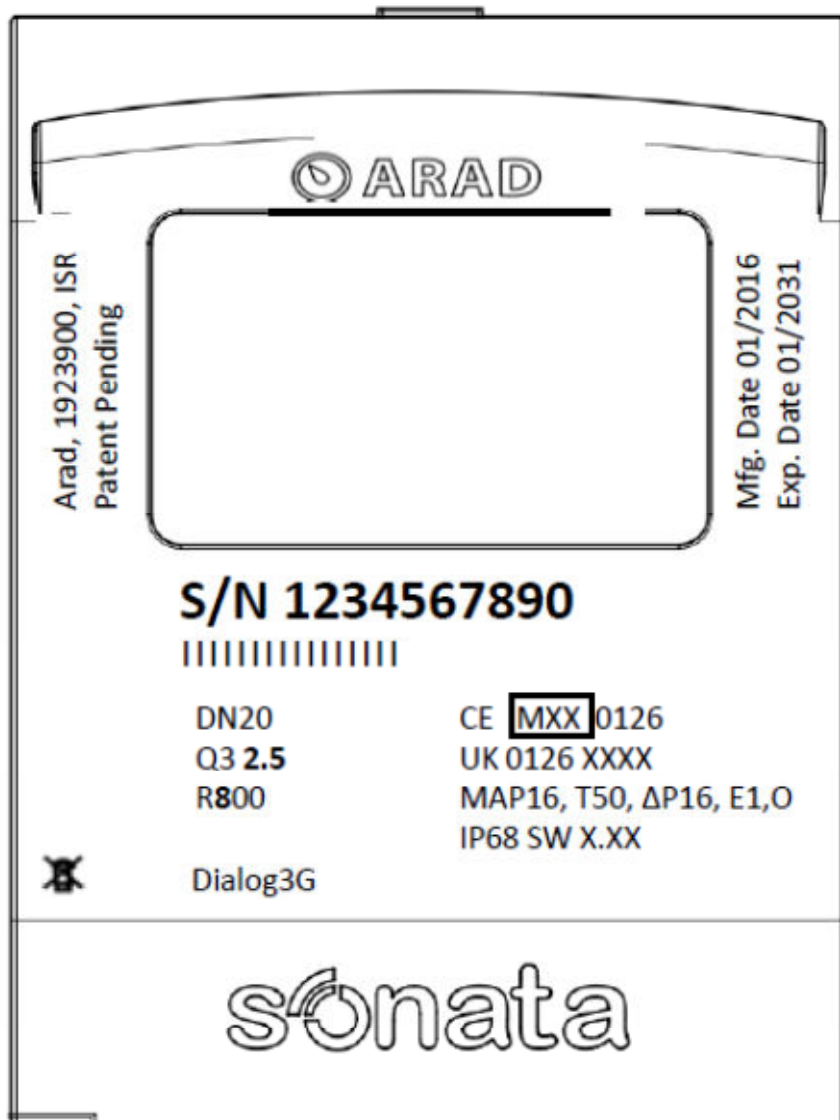 ARAD
Arad, 1923900, ISR
Patent Pending
Mfg. Date 01/2016
Exp. Date 01/2031
S/N 1234567890
DN20
Q3 2.5
R800
CE MXX 0126
UK 0126 XXXX
MAP16, T50, ΔP16, E1,O
IP68 SW X.XX
Dialog3G
sonata